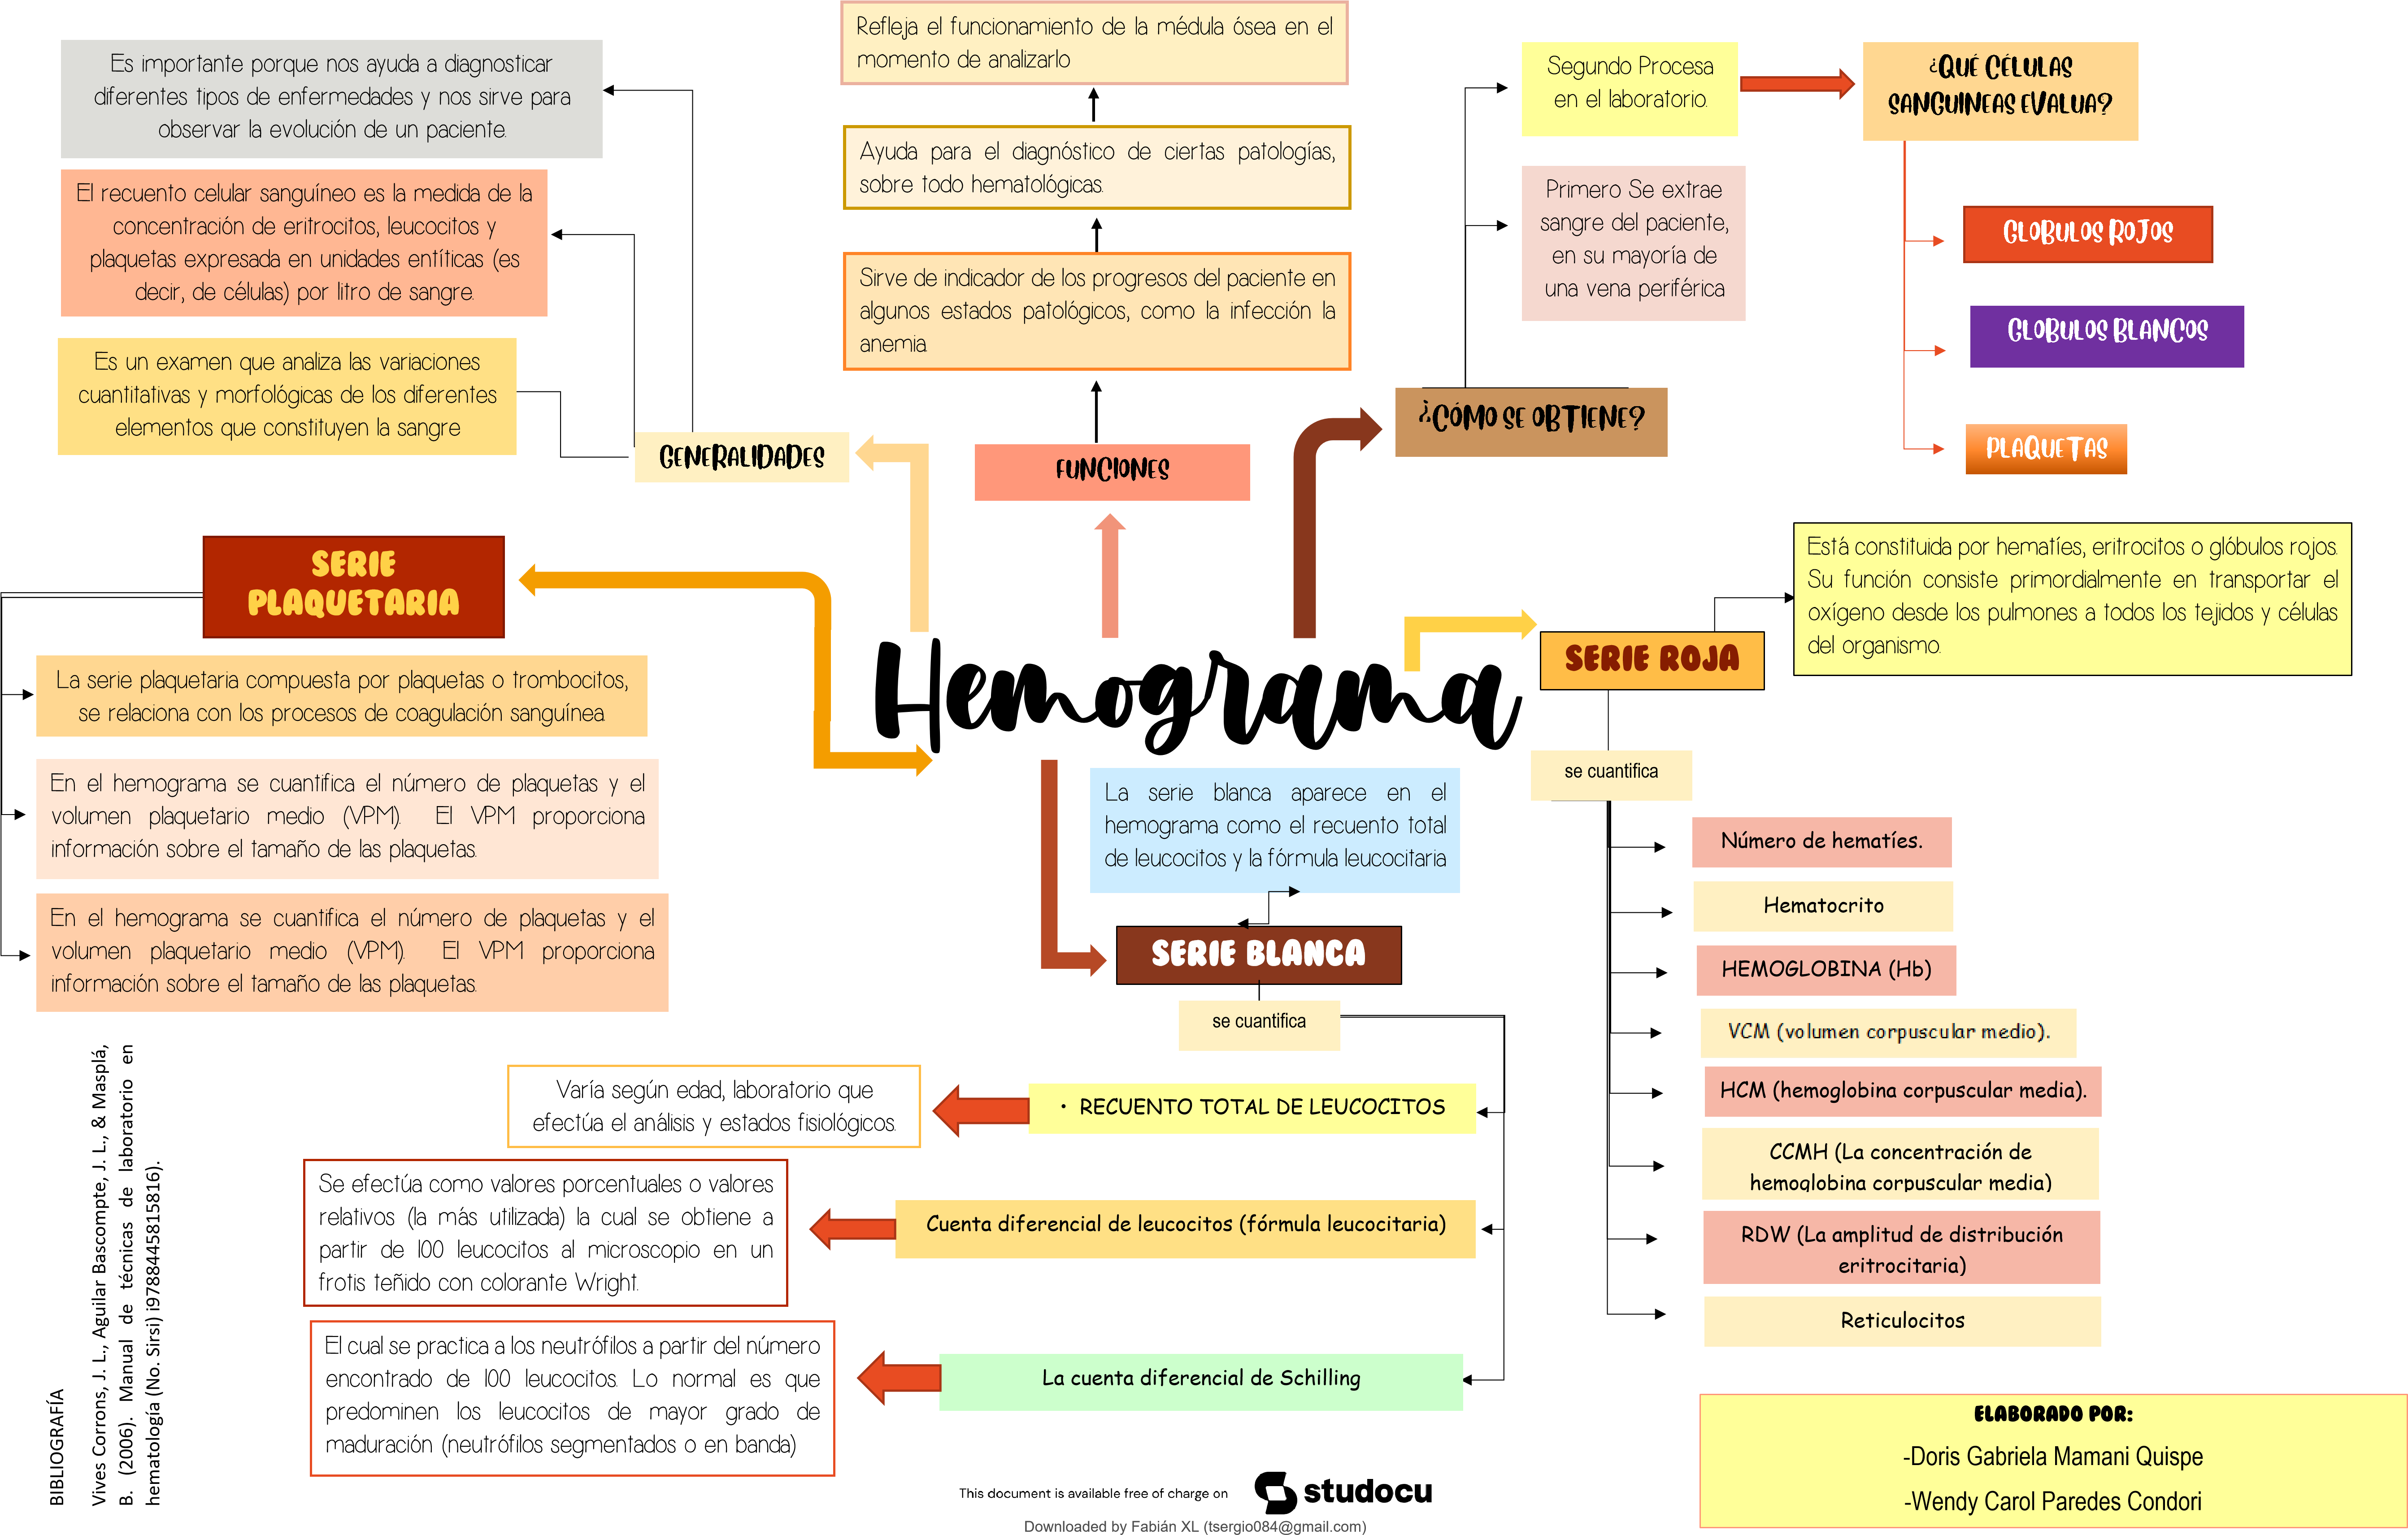 Es importante porque nos ayuda a diagnosticar
diferentes tipos de enfermedades y nos sirve para
observar la evolución de un paciente.
El recuento celular sanguíneo es la medida de la
concentración de eritrocitos, leucocitos y
plaquetas expresada en unidades entíticas (es
decir, de células) por litro de sangre.
Es un examen que analiza las variaciones
cuantitativas y morfológicas de los diferentes
elementos que constituyen la sangre
GENERALIDADES
Refleja el funcionamiento de la médula ósea en el
momento de analizarlo
Ayuda para el diagnóstico de ciertas patologías,
sobre todo hematológicas.
Sirve de indicador de los progresos del paciente en
algunos estados patológicos, como la infección la
anemia.
FUNCIONES
Segundo Procesa
en el laboratorio.
Primero Se extrae
sangre del paciente,
en su mayoría de
una vena periférica
¿CÓMO SE OBTIENE?
¿QUÉ CÉLULAS
SANGUINEAS EVALUA?
GLOBULOS ROJOS
GLOBULOS BLANCOS
PLAQUETAS
SERIE
PLAQUETARIA
La serie plaquetaria compuesta por plaquetas o trombocitos,
se relaciona con los procesos de coagulación sanguínea.
En el hemograma se cuantifica el número de plaquetas y el
volumen plaquetario medio (VPM). El VPM proporciona
información sobre el tamaño de las plaquetas.
En el hemograma se cuantifica el número de plaquetas y el
volumen plaquetario medio (VPM). El VPM proporciona
información sobre el tamaño de las plaquetas.
Hemograma
SERIE ROJA
Está constituida por hematíes, eritrocitos o glóbulos rojos.
Su función consiste primordialmente en transportar el
oxígeno desde los pulmones a todos los tejidos y células
del organismo.
se cuantifica
Número de hematíes.
Hematocrito
HEMOGLOBINA (Hb)
VCM (volumen corpuscular medio).
HCM (hemoglobina corpuscular media).
CCMH (La concentración de
hemoglobina corpuscular media)
RDW (La amplitud de distribución
eritrocitaria)
Reticulocitos
La serie blanca aparece en el
hemograma como el recuento total
de leucocitos y la fórmula leucocitaria
SERIE BLANCA
se cuantifica
• RECUENTO TOTAL DE LEUCOCITOS
Varía según edad, laboratorio que
efectúa el análisis y estados fisiológicos.
Cuenta diferencial de leucocitos (fórmula leucocitaria)
Se efectúa como valores porcentuales o valores
relativos (la más utilizada) la cual se obtiene a
partir de 100 leucocitos al microscopio en un
frotis teñido con colorante Wright.
La cuenta diferencial de Schilling
El cual se practica a los neutrófilos a partir del número
encontrado de 100 leucocitos. Lo normal es que
predominen los leucocitos de mayor grado de
maduración (neutrófilos segmentados o en banda)
BIBLIOGRAFÍA
Vives Corrons, J. L., Aguilar Bascompte, J. L., & Masplá,
B. (2006). Manual de técnicas de laboratorio en
hematología (No. Sirsi) i9788445815816).
ELABORADO POR:
-Doris Gabriela Mamani Quispe
-Wendy Carol Paredes Condori
This document is available free of charge on
studocu
Downloaded by Fabián XL (tsergio084@gmail.com)